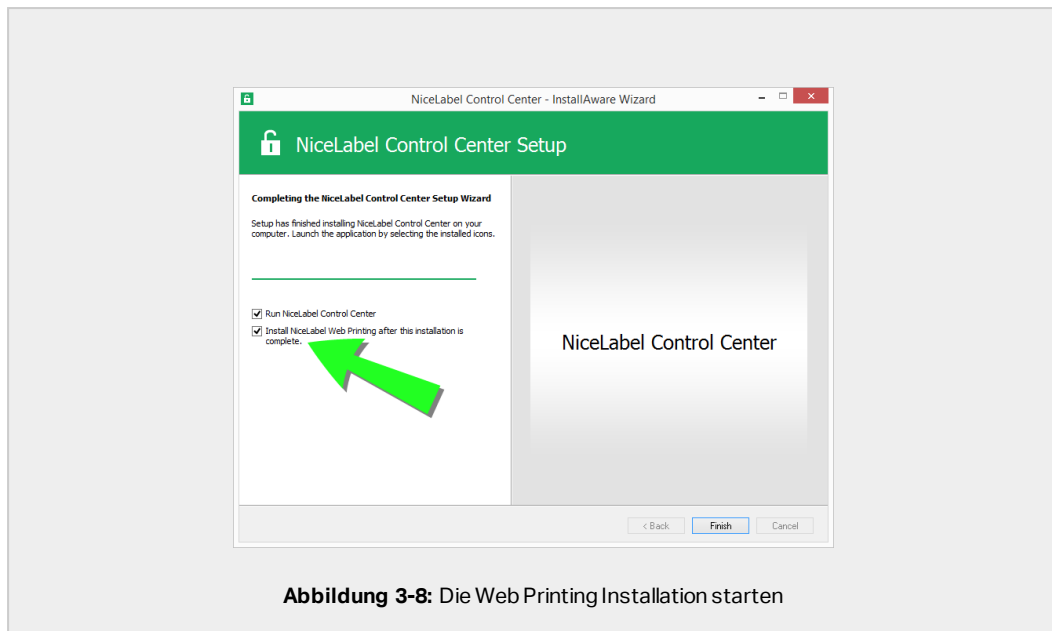 NiceLabel Control Center - InstallAware Wizard
NiceLabel Control Center Setup
Completing the NiceLabel Control Center Setup Wizard
Setup has finished installing NiceLabel Control Center on your
computer. Launch the application by selecting the installed icons.
Run NiceLabel Control Center
Install NiceLabel Web Printing after this installation is
complete.
NiceLabel Control Center
< Back
Finish
Cancel
Abbildung 3-8: Die Web Printing Installation starten